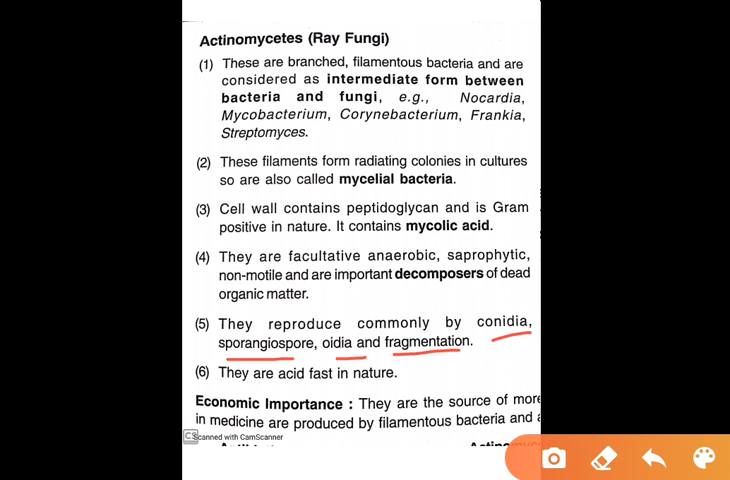 Actinomycetes (Ray Fungi)
(1) These are branched, filamentous bacteria and are
considered as intermediate form between
bacteria and fungi, e.g., Nocardia,
Mycobacterium, Corynebacterium, Frankia,
Streptomyces.
(2) These filaments form radiating colonies in cultures
so are also called mycelial bacteria.
(3) Cell wall contains peptidoglycan and is Gram
positive in nature. It contains mycolic acid.
(4) They are facultative anaerobic, saprophytic,
non-motile and are important decomposers of dead
organic matter.
(5) They reproduce commonly by conidia,
sporangiospore, oidia and fragmentation.
(6) They are acid fast in nature.
Economic Importance : They are the source of more
in medicine are produced by filamentous bacteria and
CS Scanned with CamScanner